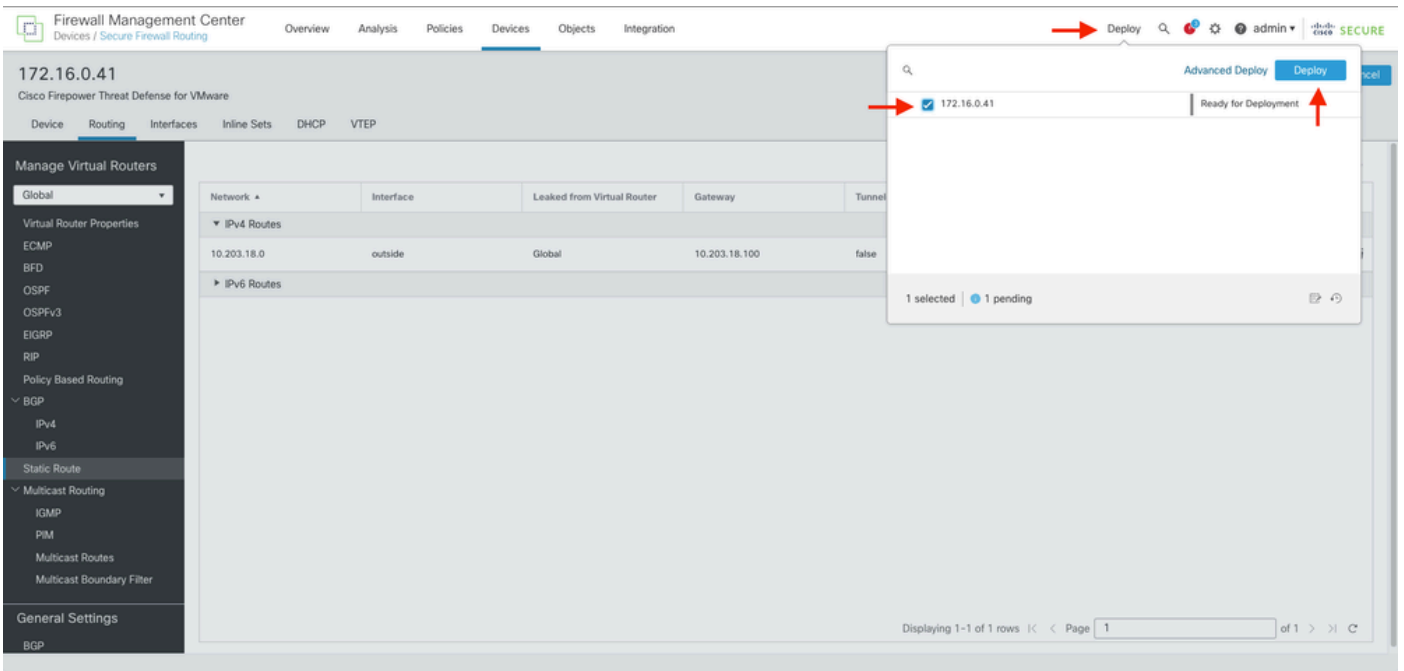 Firewall Management Center
Devices / Secure Firewall Routing
Overview Analysis Policies Devices Objects Integration
Deploy admin SECURE
cisco
172.16.0.41
Cisco Firepower Threat Defense for VMware
Device Routing Interfaces Inline Sets DHCP VTEP
Advanced Deploy Deploy
172.16.0.41 Ready for Deployment
1 selected 1 pending
Manage Virtual Routers
Global
Virtual Router Properties
ECMP
BFD
OSPF
OSPFv3
EIGRP
RIP
Policy Based Routing
BGP
IPv4
IPv6
Static Route
Multicast Routing
IGMP
PIM
Multicast Routes
Multicast Boundary Filter
General Settings
BGP
Network Interface Leaked from Virtual Router Gateway Tunnel
IPv4 Routes
10.203.18.0 outside Global 10.203.18.100 false
IPv6 Routes
Displaying 1-1 of 1 rows Page 1 of 1